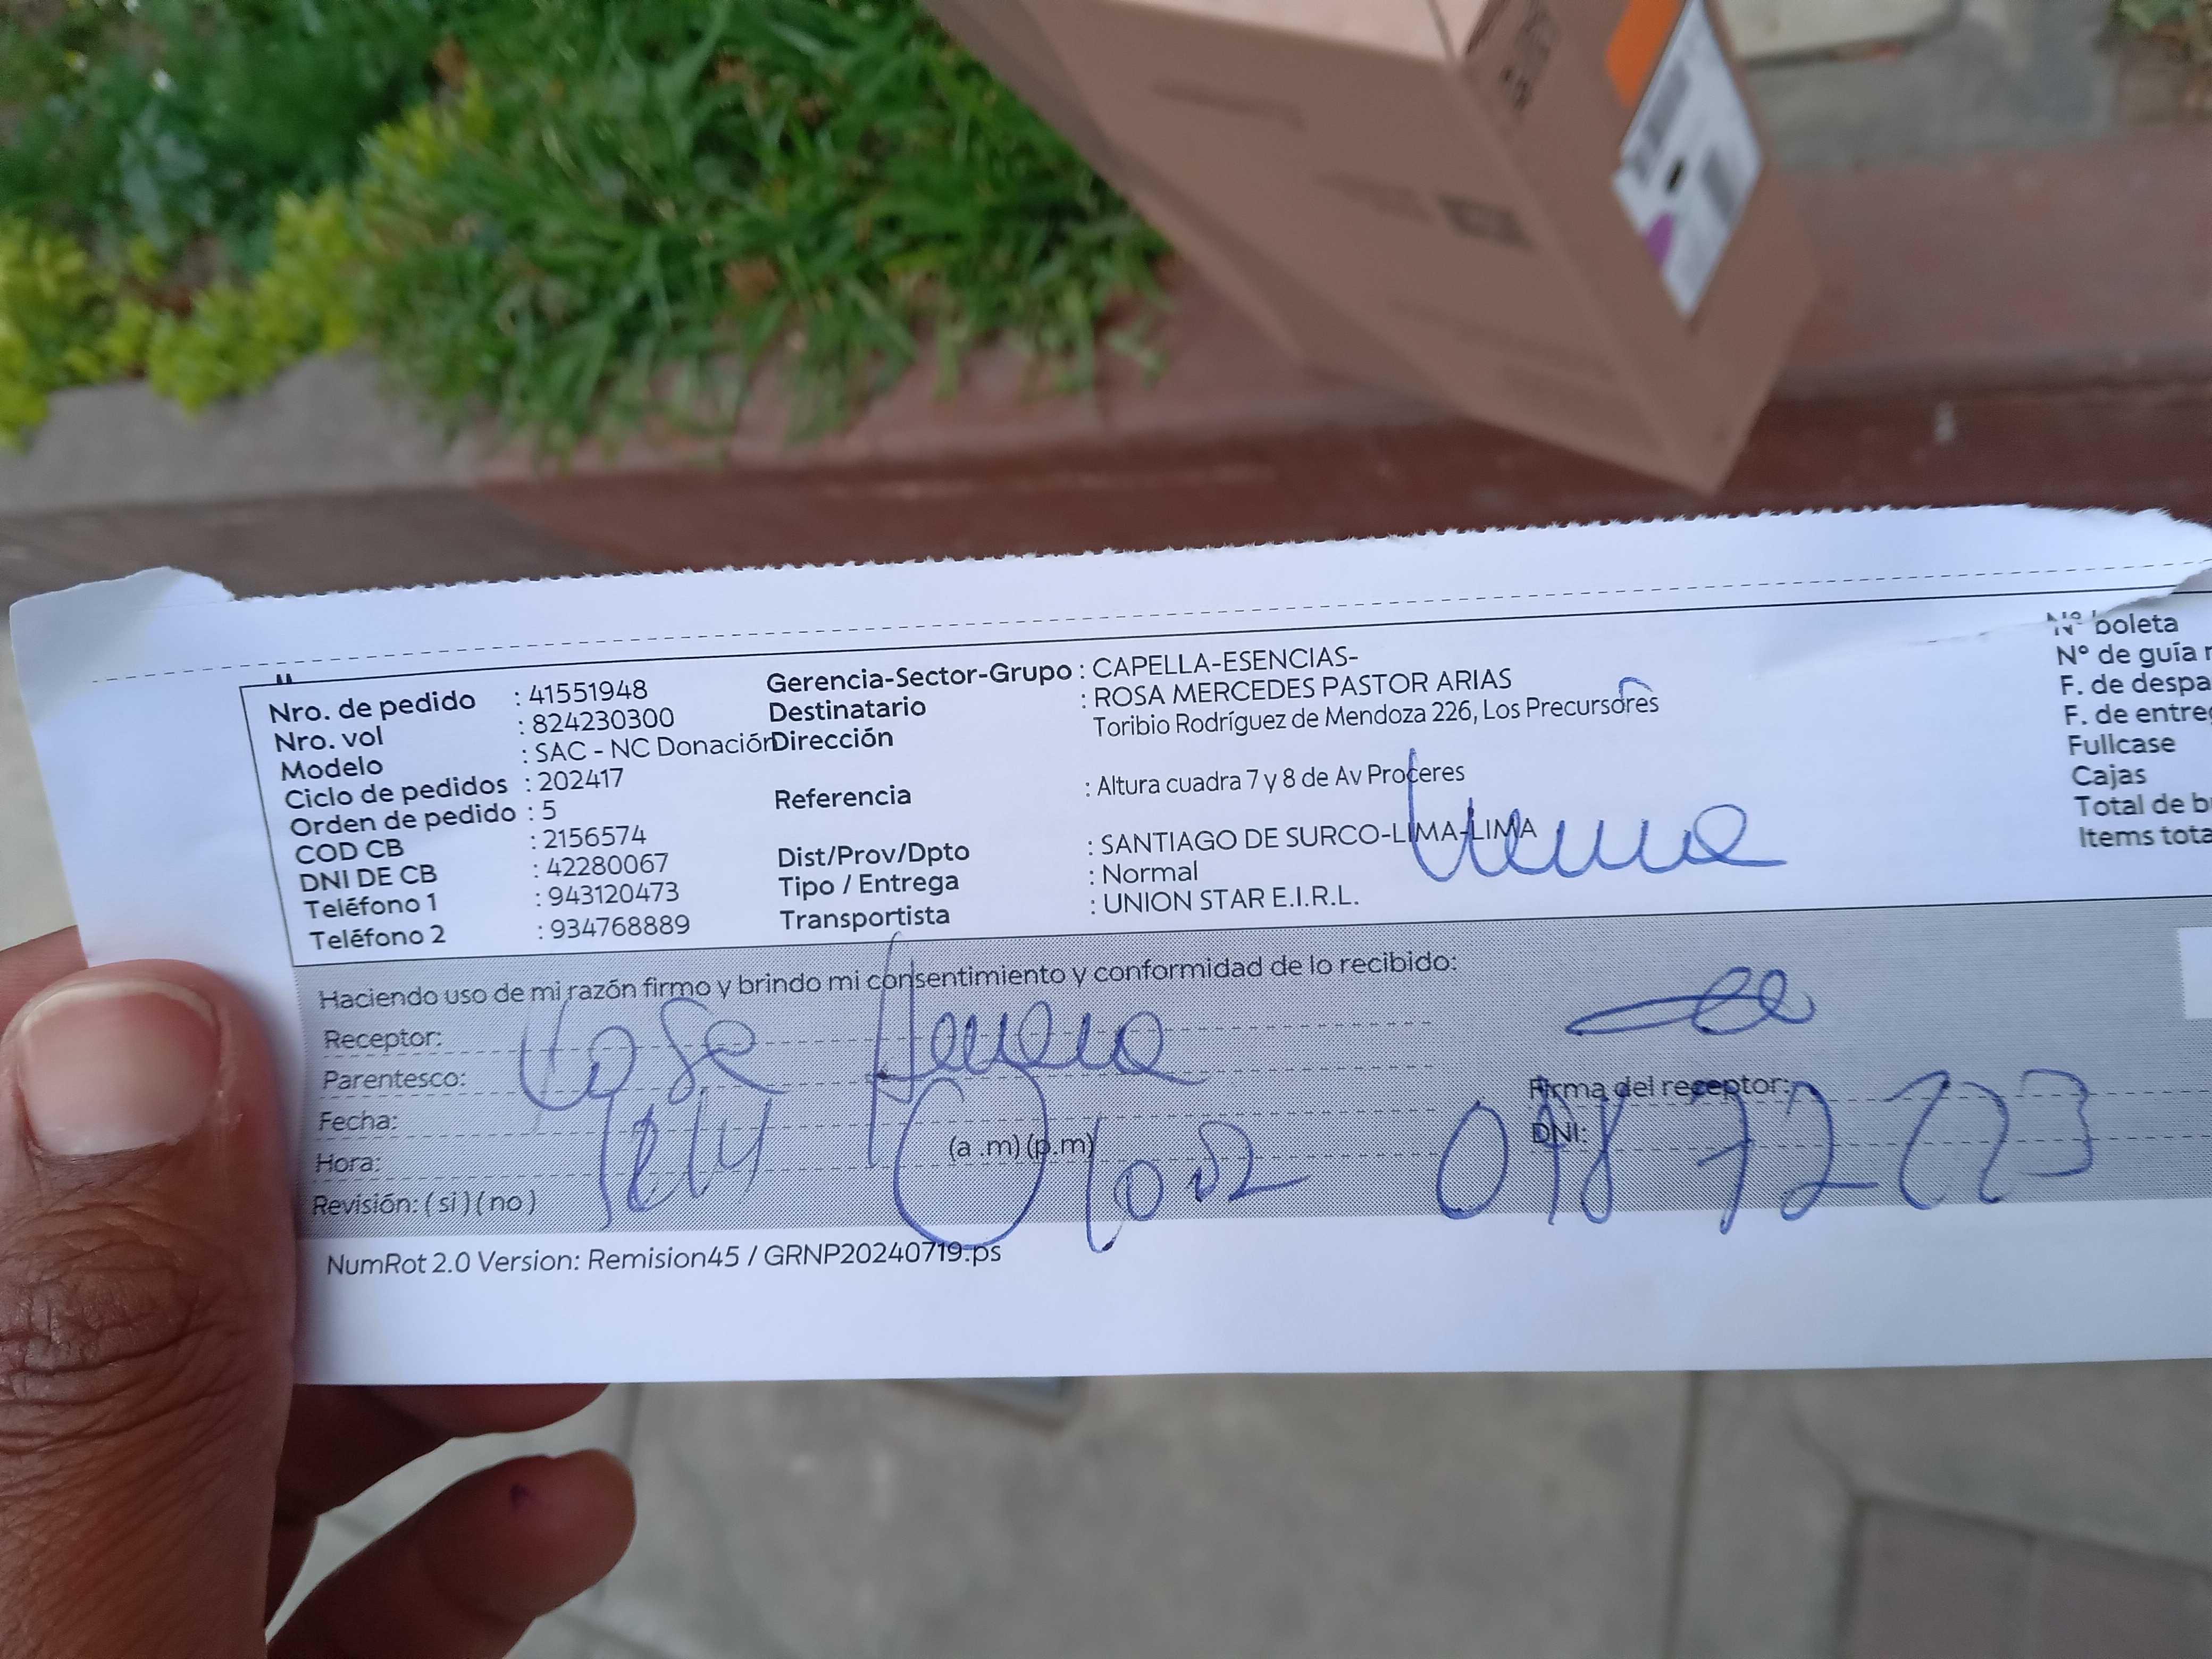 Nro. de pedido : 41551948
Nro. vol : 824230300
Modelo : SAC - NC Donación
Ciclo de pedidos : 202417
Orden de pedido : 5
COD CB : 2156574
DNI DE CB : 42280067
Teléfono 1 : 943120473
Teléfono 2 : 934768889
Gerencia-Sector-Grupo : CAPELLA-ESENCIAS-
Destinatario : ROSA MERCEDES PASTOR ARIAS
Dirección Toribio Rodríguez de Mendoza 226, Los Precursores
Referencia : Altura cuadra 7 y 8 de Av Proceres
Dist/Prov/Dpto : SANTIAGO DE SURCO-LIMA-LIMA
Tipo / Entrega : Normal
Transportista : UNION STAR E.I.R.L.
N° boleta
N° de guía r
F. de despa
F. de entre
Fullcase
Cajas
Total de b
Items tota
Haciendo uso de mi razón firmo y brindo mi consentimiento y conformidad de lo recibido:
Receptor:
Jose
Parentesco:
Fecha:
Hora: (a .m) (p.m)
Revisión: ( si ) ( no )
Firma del receptor:
DNI:
NumRot 2.0 Version: Remision45 / GRNP20240719.ps